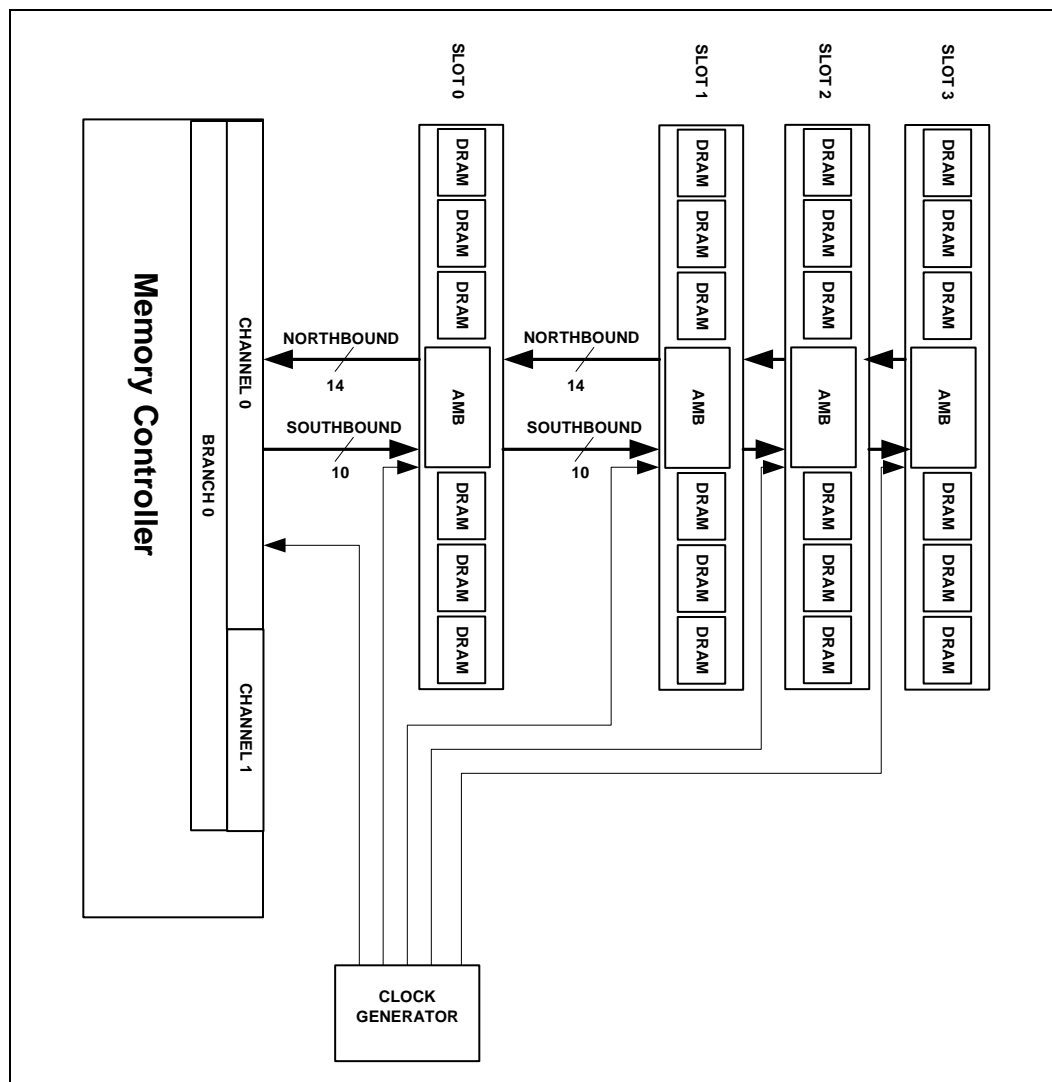 SLOT 0
SLOT 1
SLOT 2
SLOT 3
DRAM
DRAM
DRAM
DRAM
DRAM
DRAM
DRAM
DRAM
DRAM
DRAM
DRAM
DRAM
Memory Controller
BRANCH 0
CHANNEL 0
CHANNEL 1
NORTHBOUND
14
NORTHBOUND
14
AMB
AMB
AMB
AMB
SOUTHBOUND
10
SOUTHBOUND
10
DRAM
DRAM
DRAM
DRAM
DRAM
DRAM
DRAM
DRAM
DRAM
DRAM
DRAM
DRAM
CLOCK
GENERATOR